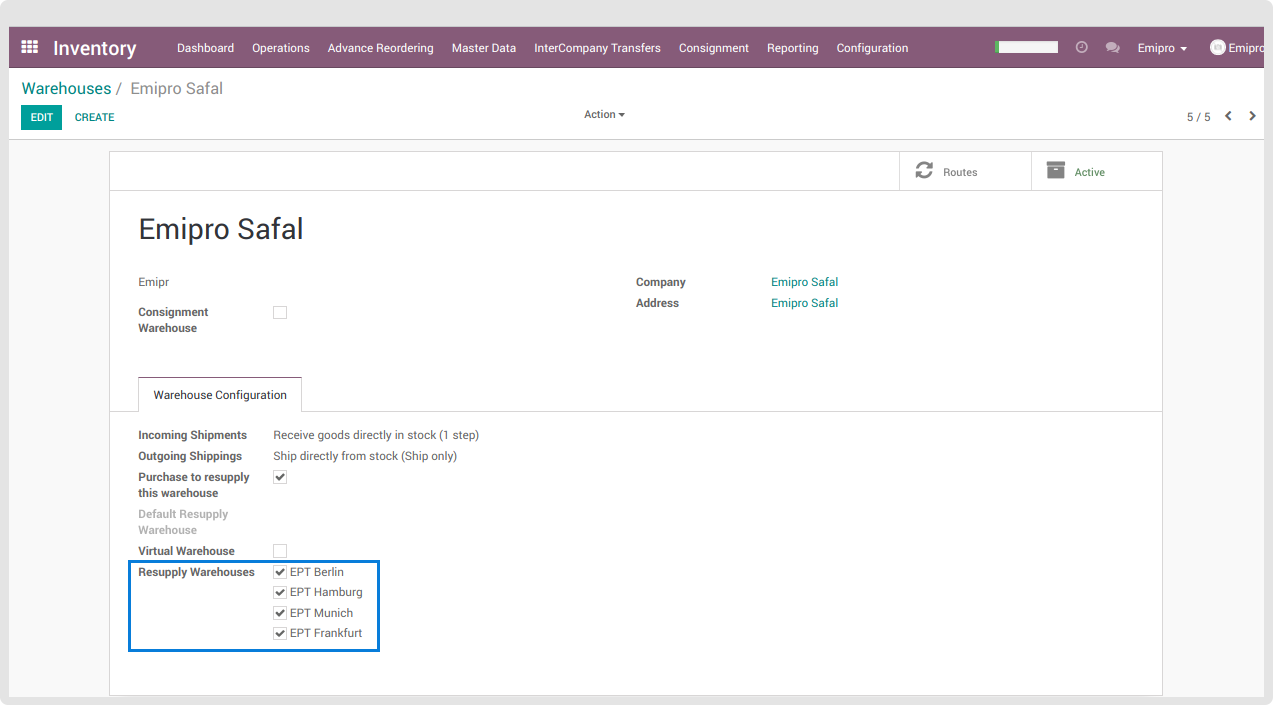 Inventory Dashboard Operations Advance Reordering Master Data InterCompany Transfers Consignment Reporting Configuration Emipro Emipro
Warehouses / Emipro Safal
EDIT CREATE Action 5 / 5
Routes Active
Emipro Safal
Emipr Company Emipro Safal
Address Emipro Safal
Consignment
Warehouse
Warehouse Configuration
Incoming Shipments Receive goods directly in stock (1 step)
Outgoing Shippings Ship directly from stock (Ship only)
Purchase to resupply
this warehouse
Default Resupply
Warehouse
Virtual Warehouse
Resupply Warehouses EPT Berlin
EPT Hamburg
EPT Munich
EPT Frankfurt